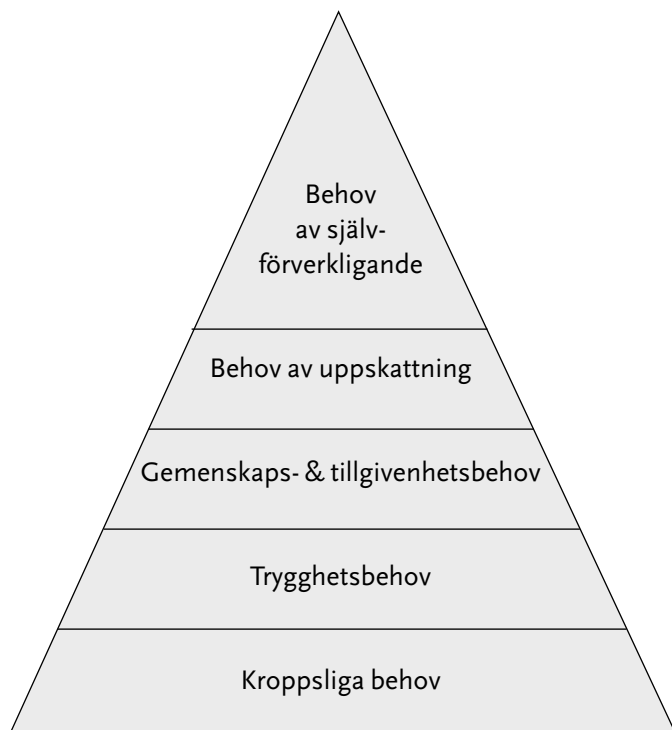 Behov
av själv-
förverkligande
Behov av uppskattning
Gemenskaps- & tillgivenhetsbehov
Trygghetsbehov
Kroppsliga behov